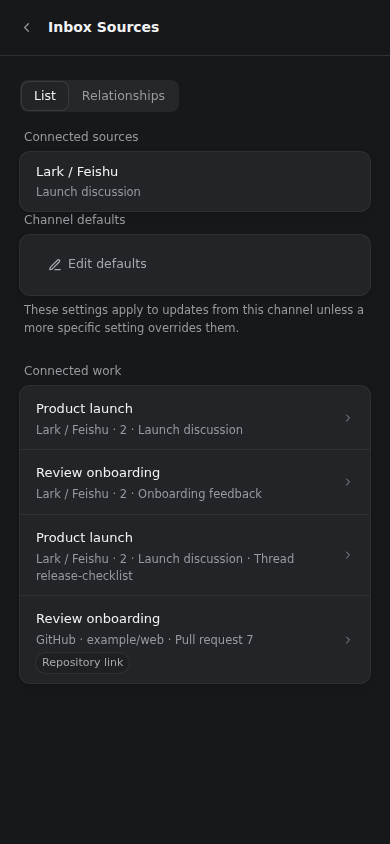 Inbox Sources
List
Relationships
Connected sources
Lark / Feishu
Launch discussion
Channel defaults
Edit defaults
These settings apply to updates from this channel unless a
more specific setting overrides them.
Connected work
Product launch
Lark / Feishu · 2 · Launch discussion
Review onboarding
Lark / Feishu · 2 · Onboarding feedback
Product launch
Lark / Feishu · 2 · Launch discussion · Thread
release-checklist
Review onboarding
GitHub · example/web · Pull request 7
Repository link